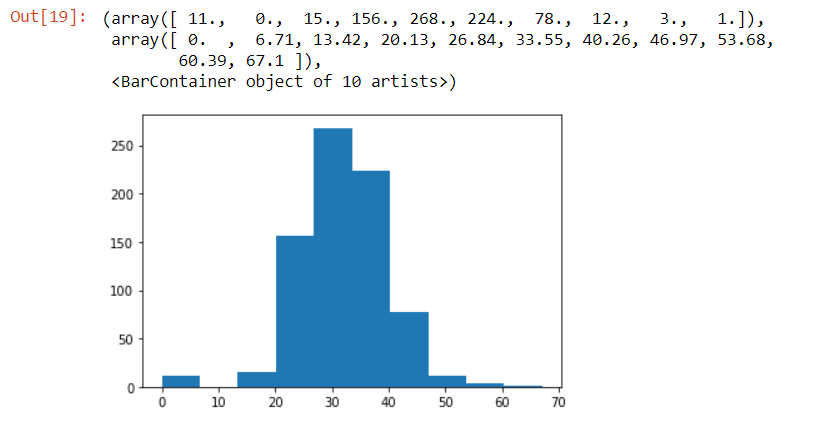 Out[19]: (array([ 11.,   0.,  15., 156., 268., 224.,  78.,  12.,   3.,   1.]),
array([ 0.  ,  6.71, 13.42, 20.13, 26.84, 33.55, 40.26, 46.97, 53.68,
60.39, 67.1 ]),
<BarContainer object of 10 artists>)
250
200
150
100
50
0
0 10 20 30 40 50 60 70